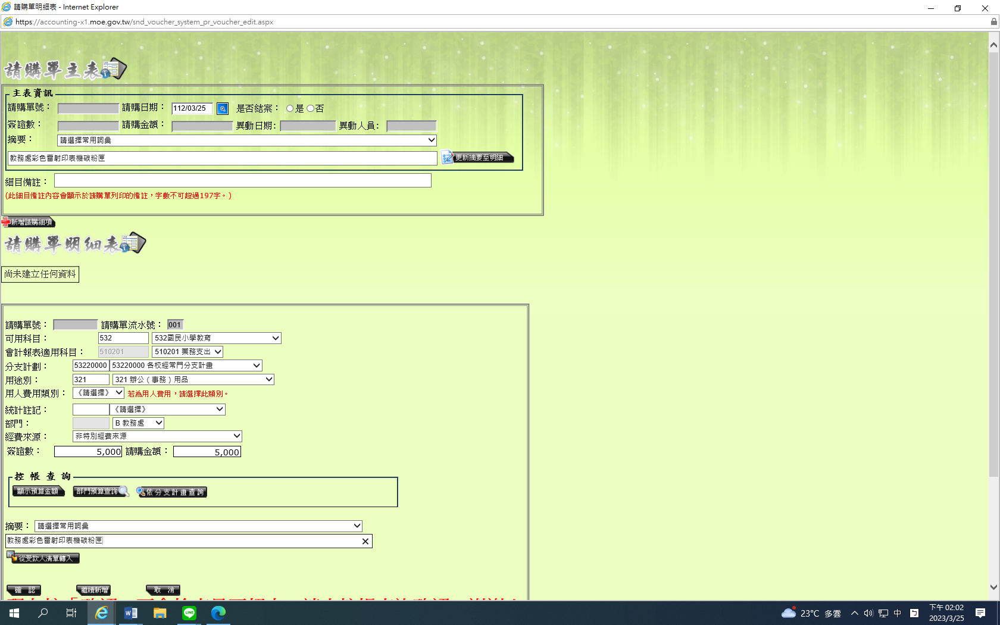 請購單明細表 - Internet Explorer
https://accounting-x1.moe.gov.tw/snd_voucher_system_pr_voucher_edit.aspx
請購單主表
主表資訊
請購單號： 請購日期： 112/03/25 是否結案： 是 否
簽證數： 請購金額： 異動日期: 異動人員:
摘要： 請選擇常用詞彙
教務處彩色雷射印表機碳粉匣 更新摘要至明細
細目備註：
(此細目備註內容會顯示於請購單列印的備註，字數不可超過197字。)
新增請購細項
請購單明細表
尚未建立任何資料
請購單號： 請購單流水號： 001
可用科目： 532 532國民小學教育
會計報表適用科目： 510201 510201 業務支出
分支計劃： 53220000 53220000 各校經常門分支計畫
用途別： 321 321 辦公（事務）用品
用人費用類別： 《請選擇》 若為用人費用，請選擇此類別。
統計註記： 《請選擇》
部門： B 教務處
經費來源： 非特別經費來源
簽證數： 5,000 請購金額： 5,000
控帳查詢
顯示預算金額 部門預算查詢 依分支計畫查詢
摘要： 請選擇常用詞彙
教務處彩色雷射印表機碳粉匣
從受款人清單轉入
確 認 繼續新增 取 消
23°C 多雲 中 下午 02:02
2023/3/25